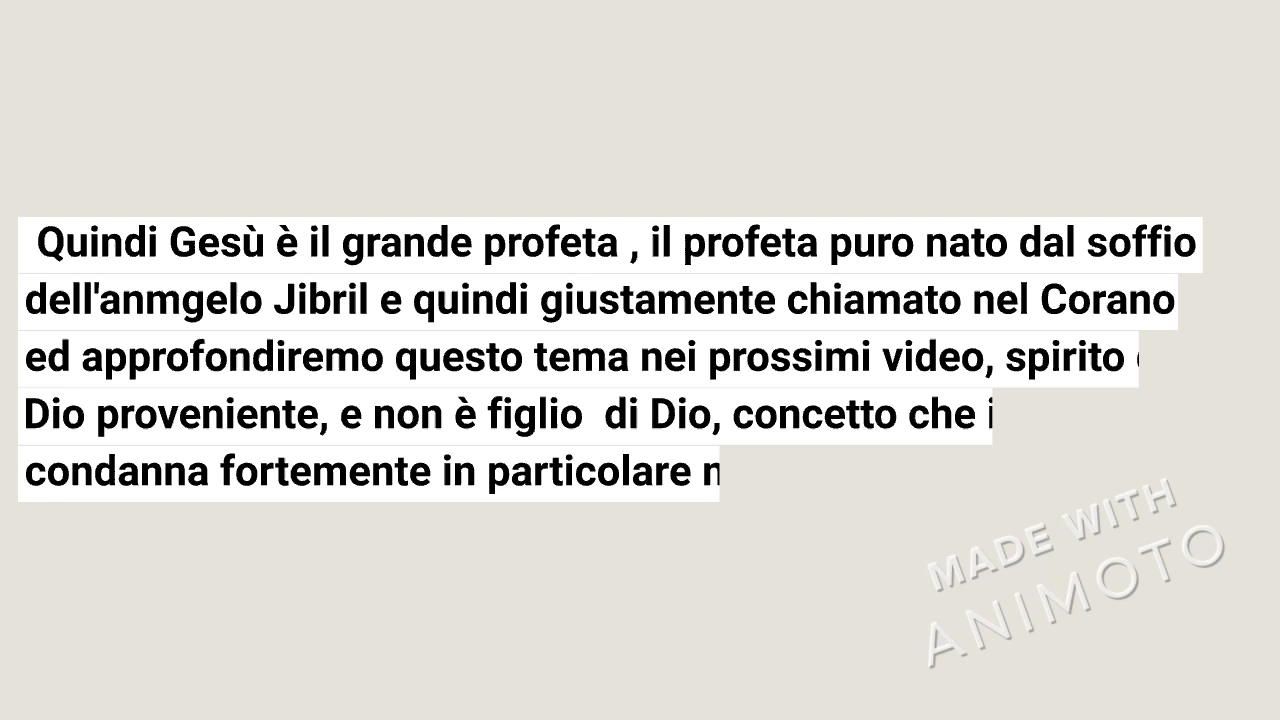 Quindi Gesù è il grande profeta , il profeta puro nato dal soffio
dell'anmgelo Jibril e quindi giustamente chiamato nel Corano
ed approfondiremo questo tema nei prossimi video, spirito
Dio proveniente, e non è figlio  di Dio, concetto che
condanna fortemente in particolare
MADE WITH
ANIMOTO